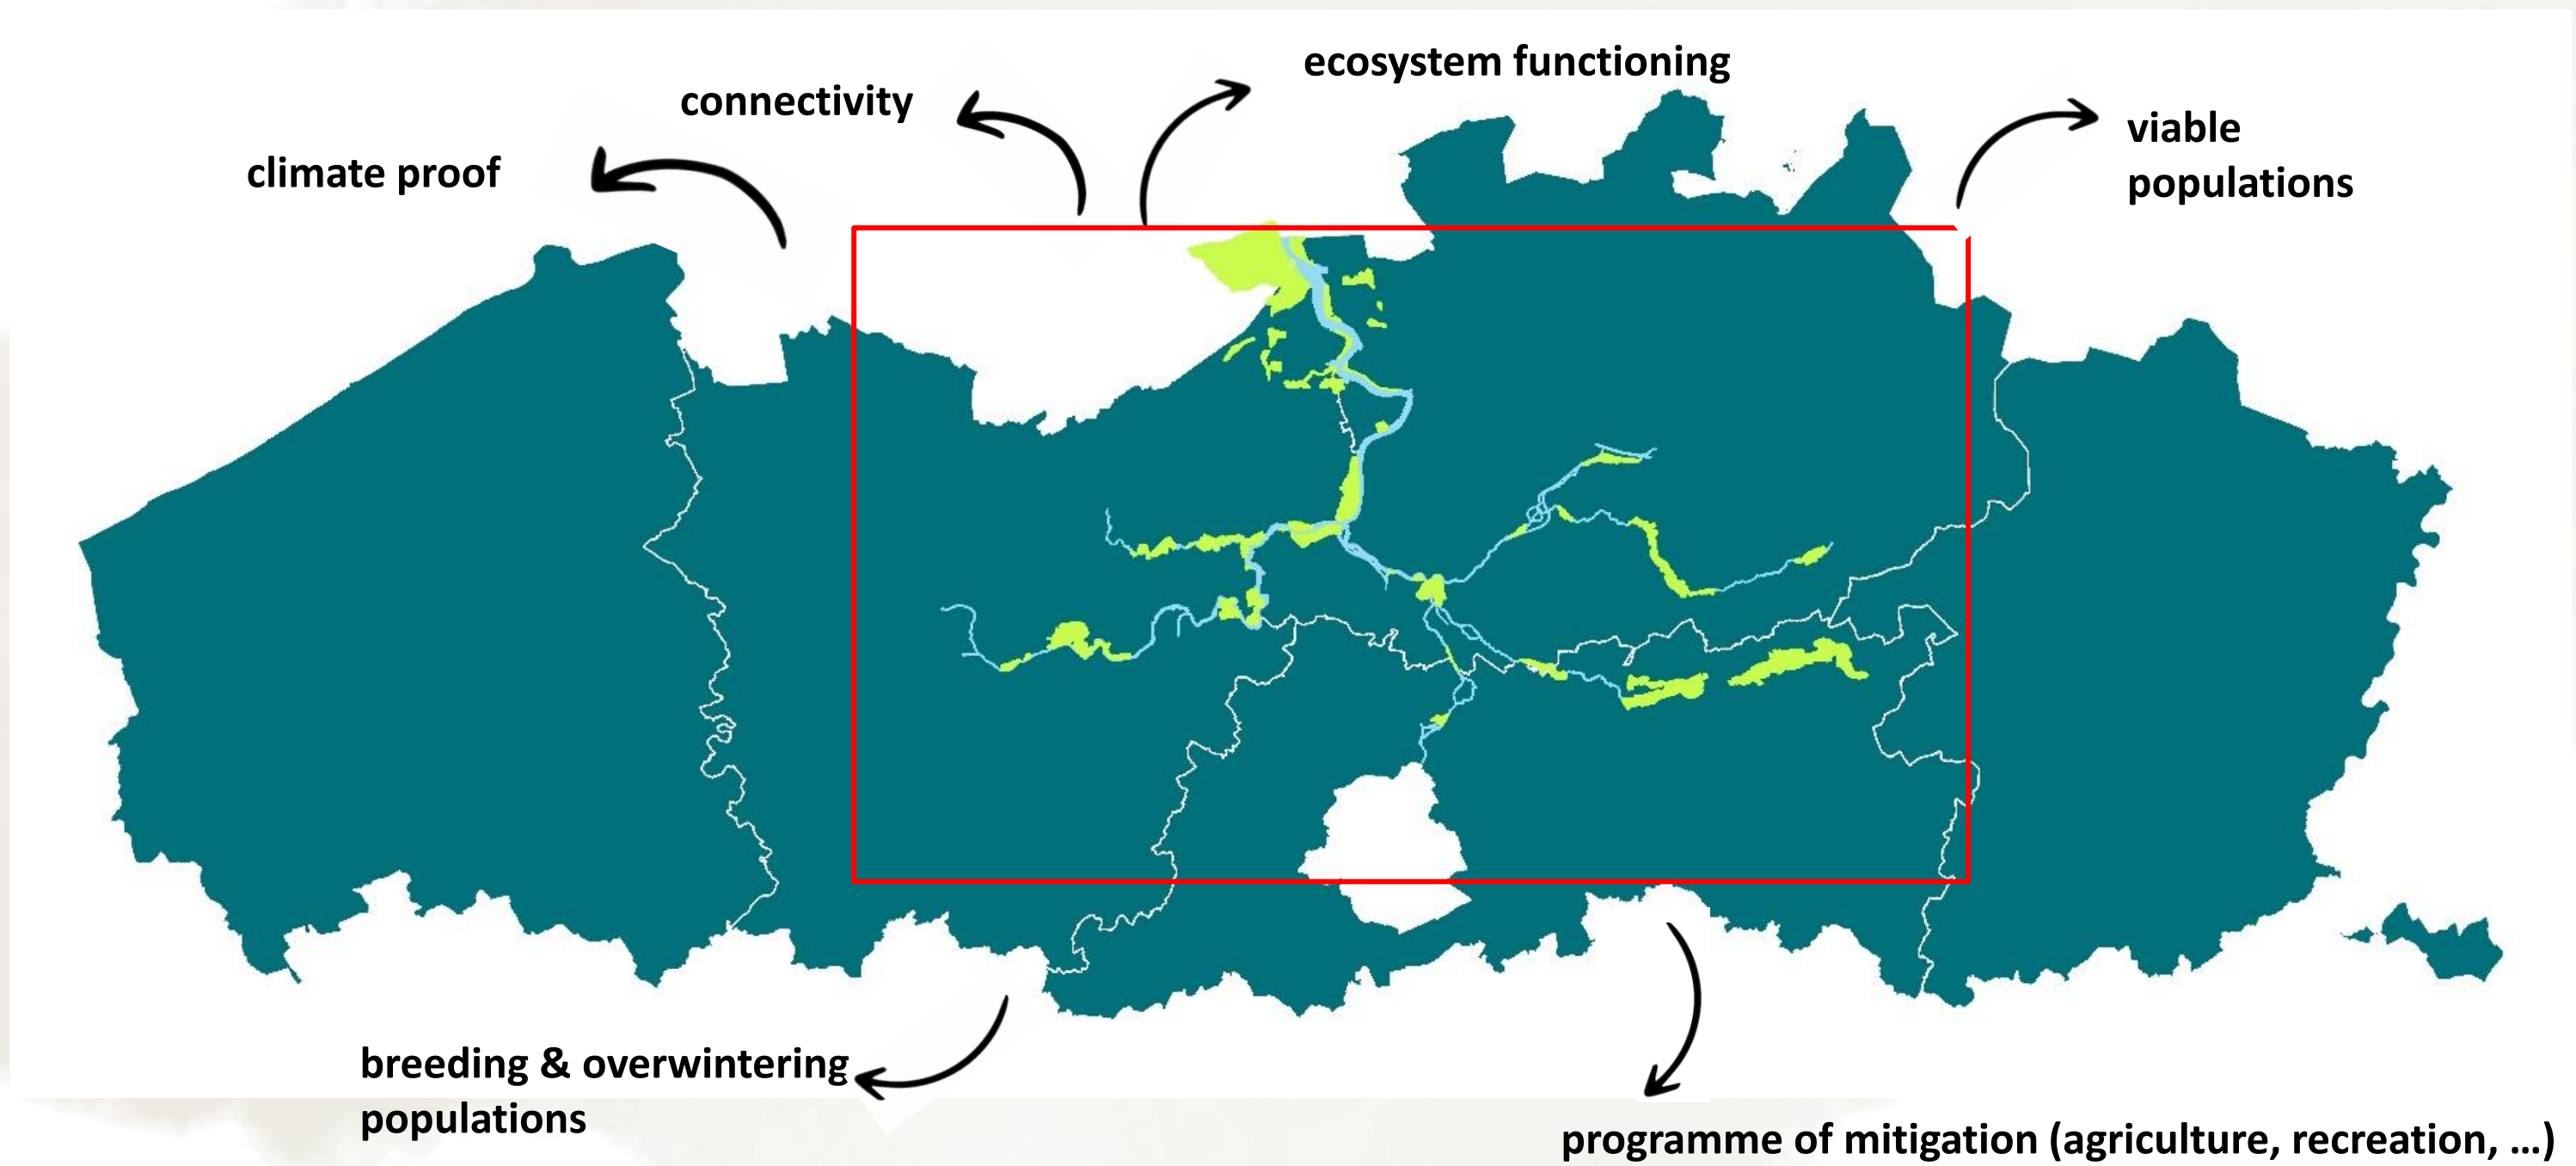 ecosystem functioning
connectivity
viable
populations
climate proof
breeding & overwintering
populations
programme of mitigation (agriculture, recreation, ...)